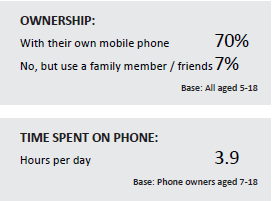 OWNERSHIP:
With their own mobile phone 70%
No, but use a family member / friends 7%
Base: All aged 5-18
TIME SPENT ON PHONE:
Hours per day 3.9
Base: Phone owners aged 7-18